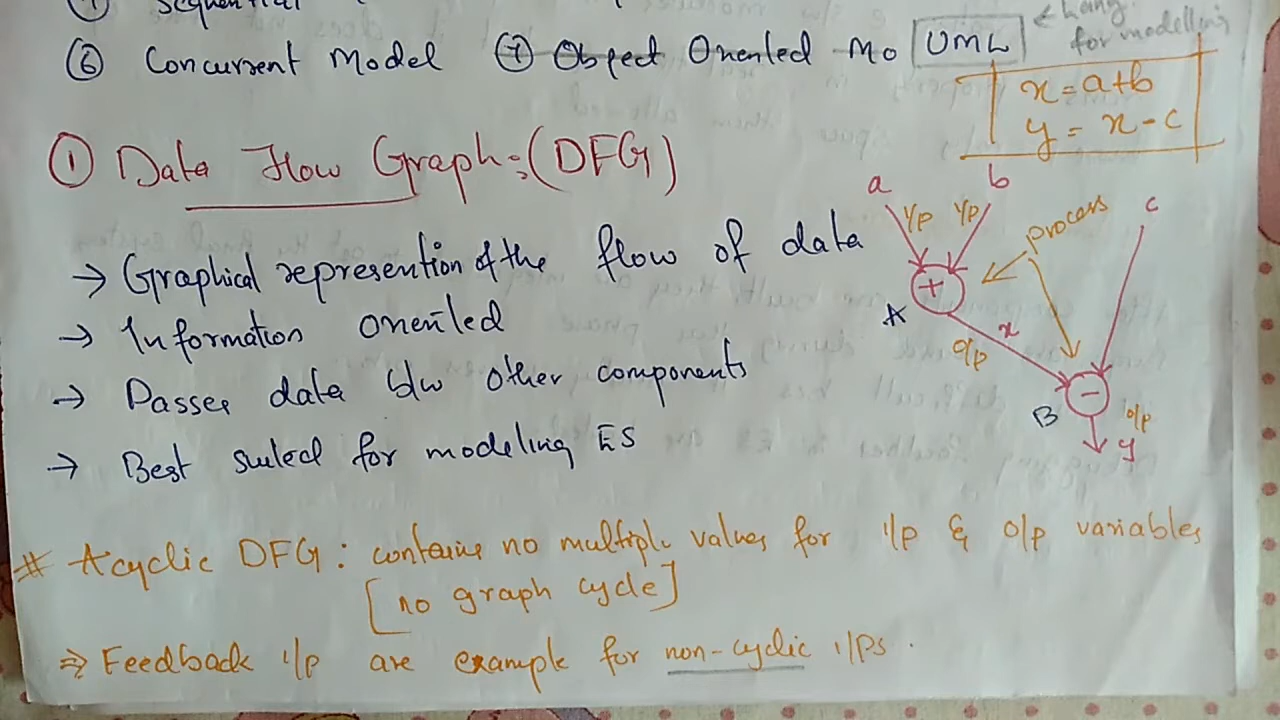 Sequential
⑥ Concurrent Model ⑦ Object Oriented Mo UML
for modelling
x = a+b
y = x - c
① Data Flow Graph:(DFG)
a b c
I/p I/p process
+
A x
o/p
-
B o/p
y
→ Graphical represention of the flow of data
→ Information oriented
→ Passes data b/w other components
→ Best suited for modeling ES
# Acyclic DFG: contains no multiple values for i/p & o/p variables
[no graph cycle]
⇒ Feedback i/p are example for non-cyclic i/ps.